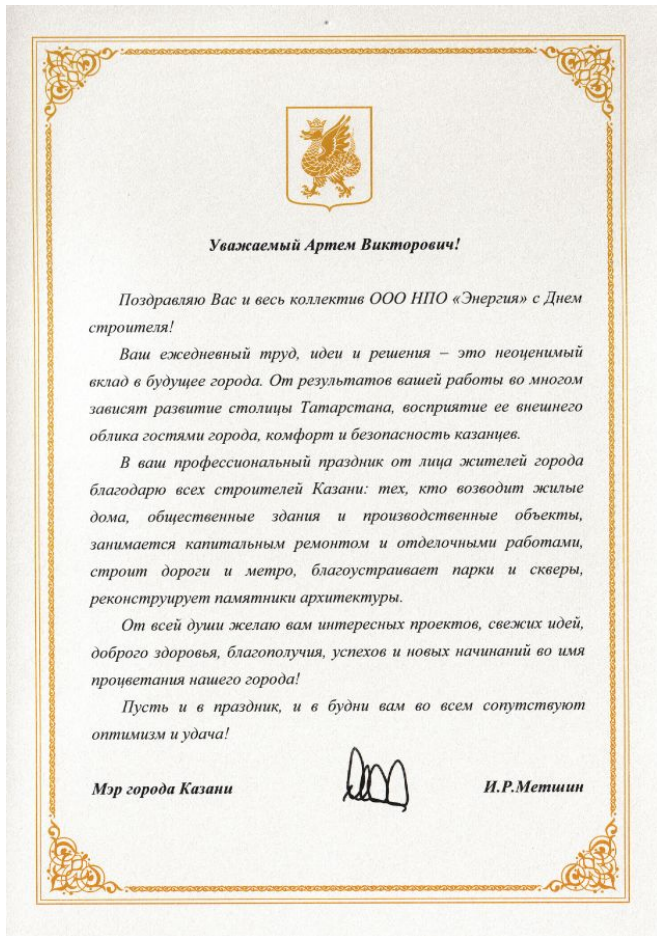 Уважаемый Артем Викторович!
Поздравляю Вас и весь коллектив ООО НПО «Энергия» с Днем
строителя!
Ваш ежедневный труд, идеи и решения – это неоценимый
вклад в будущее города. От результатов вашей работы во многом
зависят развитие столицы Татарстана, восприятие ее внешнего
облика гостями города, комфорт и безопасность казанцев.
В ваш профессиональный праздник от лица жителей города
благодарю всех строителей Казани: тех, кто возводит жилые
дома, общественные здания и производственные объекты,
занимается капитальным ремонтом и отделочными работами,
строит дороги и метро, благоустраивает парки и скверы,
реконструирует памятники архитектуры.
От всей души желаю вам интересных проектов, свежих идей,
доброго здоровья, благополучия, успехов и новых начинаний во имя
процветания нашего города!
Пусть и в праздник, и в будни вам во всем сопутствуют
оптимизм и удача!
Мэр города Казани И.Р.Метшин